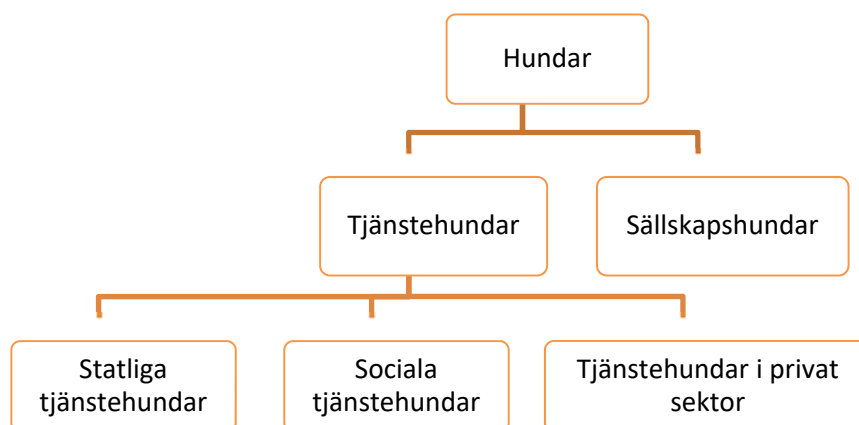 Hundar
Tjänstehundar
Sällskapshundar
Statliga
tjänstehundar
Sociala
tjänstehundar
Tjänstehundar i privat
sektor